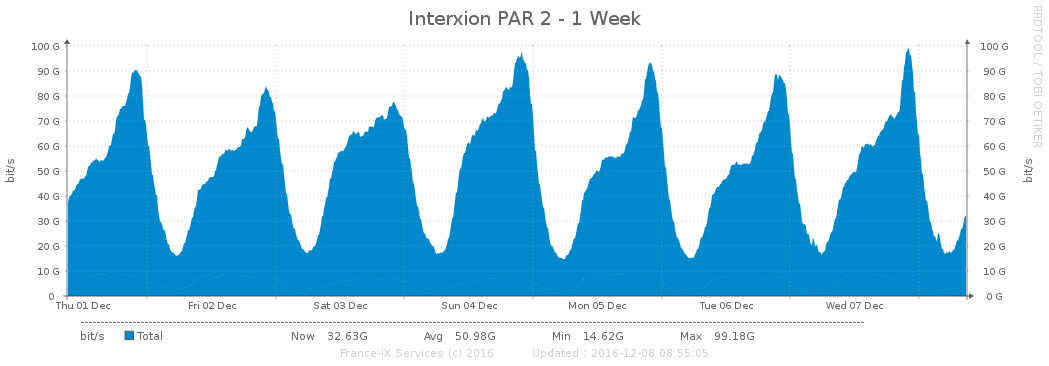 Interxion PAR 2 - 1 Week
RRDTOOL / TOBI OETIKER
bit/s
100 G
90 G
80 G
70 G
60 G
50 G
40 G
30 G
20 G
10 G
0
100 G
90 G
80 G
70 G
60 G
50 G
40 G
30 G
20 G
10 G
0 G
bit/s
Thu 01 Dec Fri 02 Dec Sat 03 Dec Sun 04 Dec Mon 05 Dec Tue 06 Dec Wed 07 Dec
bit/s Total Now 32.63G Avg 50.98G Min 14.62G Max 99.18G
France-IX Services (c) 2016 Updated : 2016-12-08 08:55:05